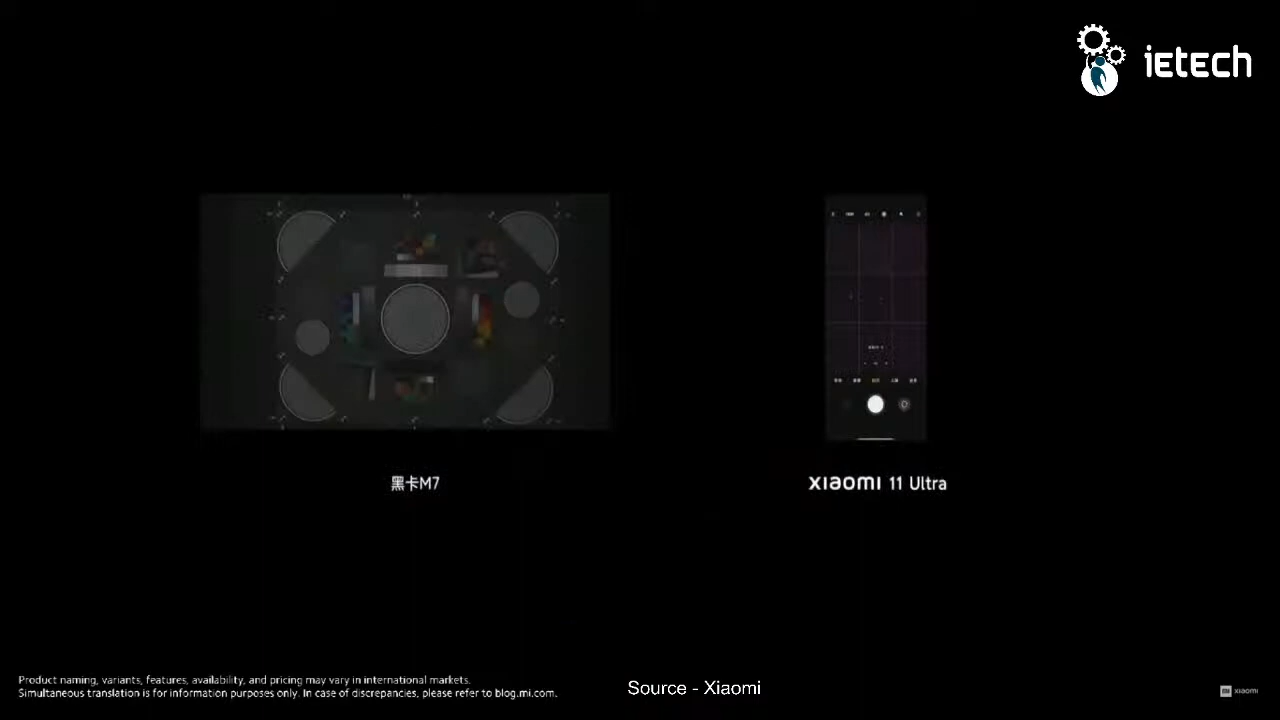 ietech
黑卡M7
xiaomi 11 Ultra
Product naming, variants, features, availability, and pricing may vary in international markets.
Simultaneous translation is for information purposes only. In case of discrepancies, please refer to blog.mi.com.
Source - Xiaomi
mi xiaomi